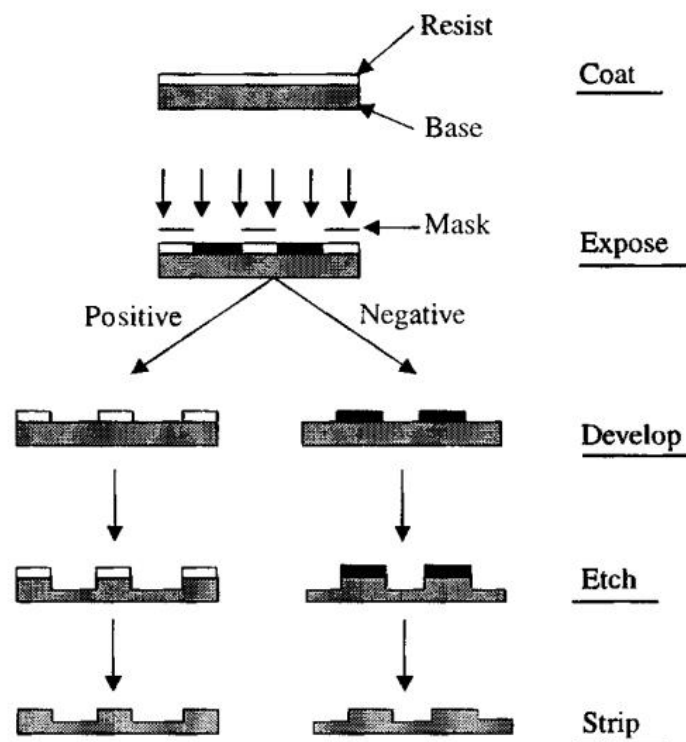 Resist
Coat
Base
Mask
Expose
Positive
Negative
Develop
Etch
Strip